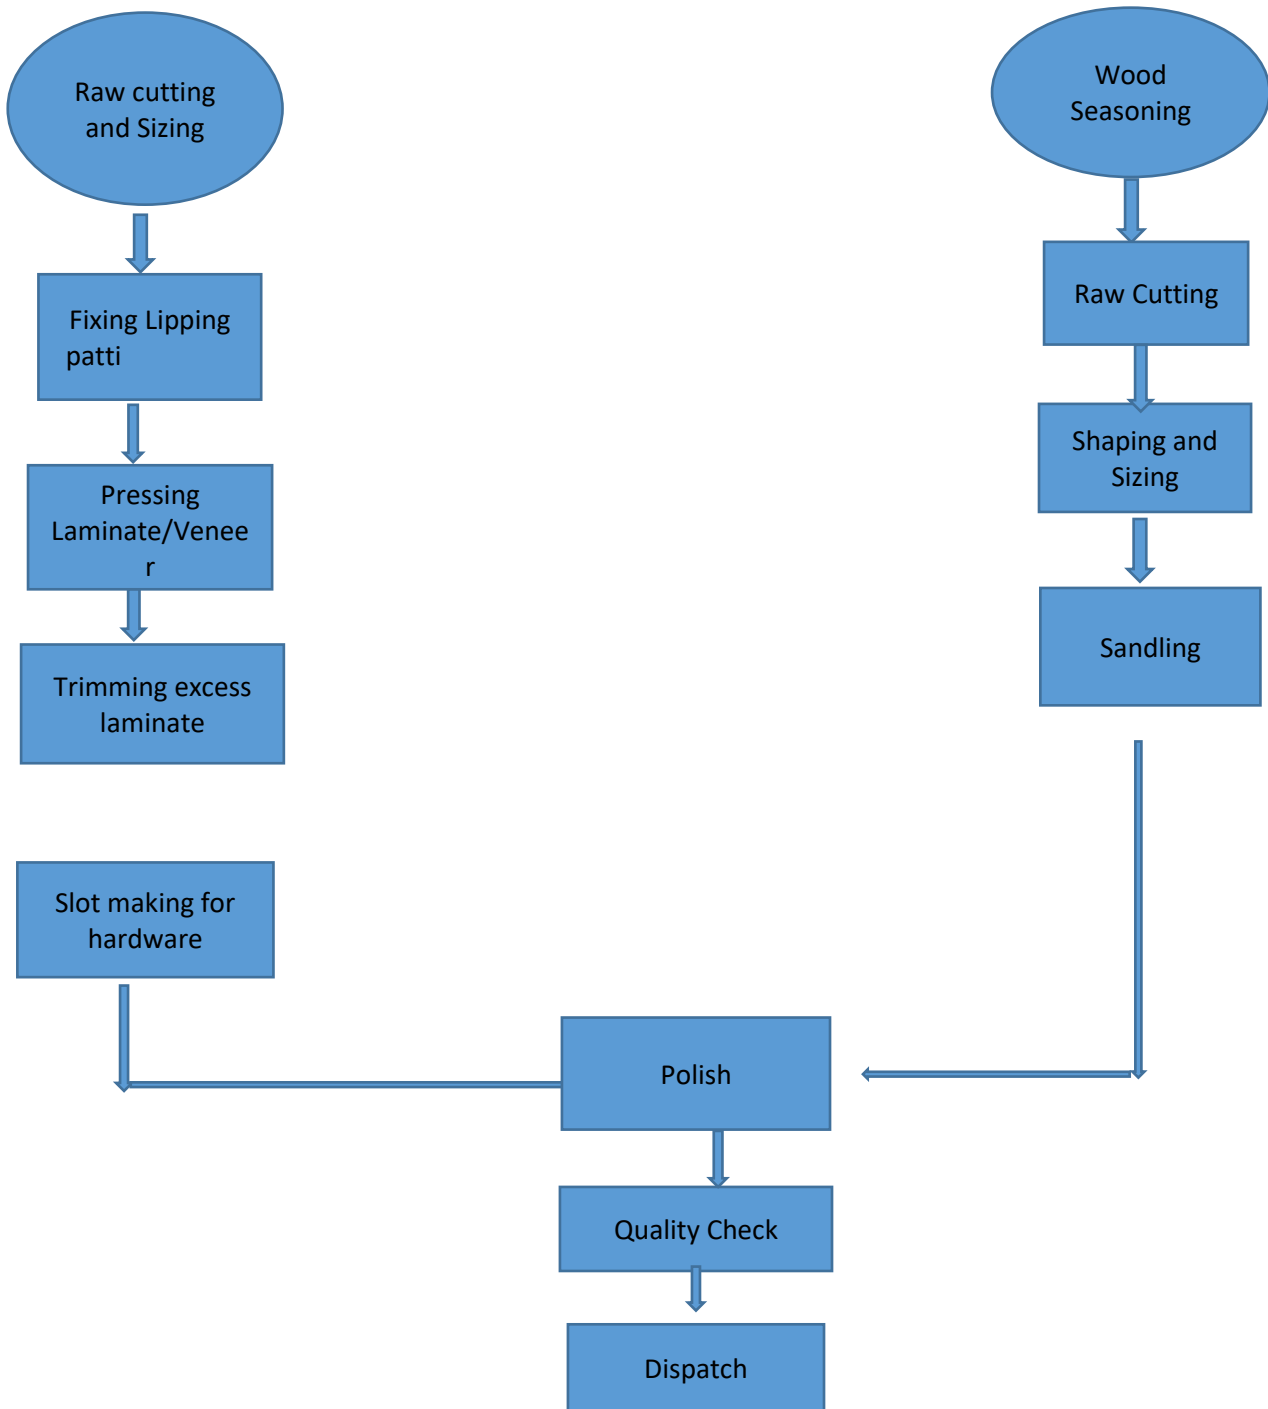 Raw cutting
and Sizing
Fixing Lipping
patti
Pressing
Laminate/Venee
r
Trimming excess
laminate
Slot making for
hardware
Wood
Seasoning
Raw Cutting
Shaping and
Sizing
Sandling
Polish
Quality Check
Dispatch